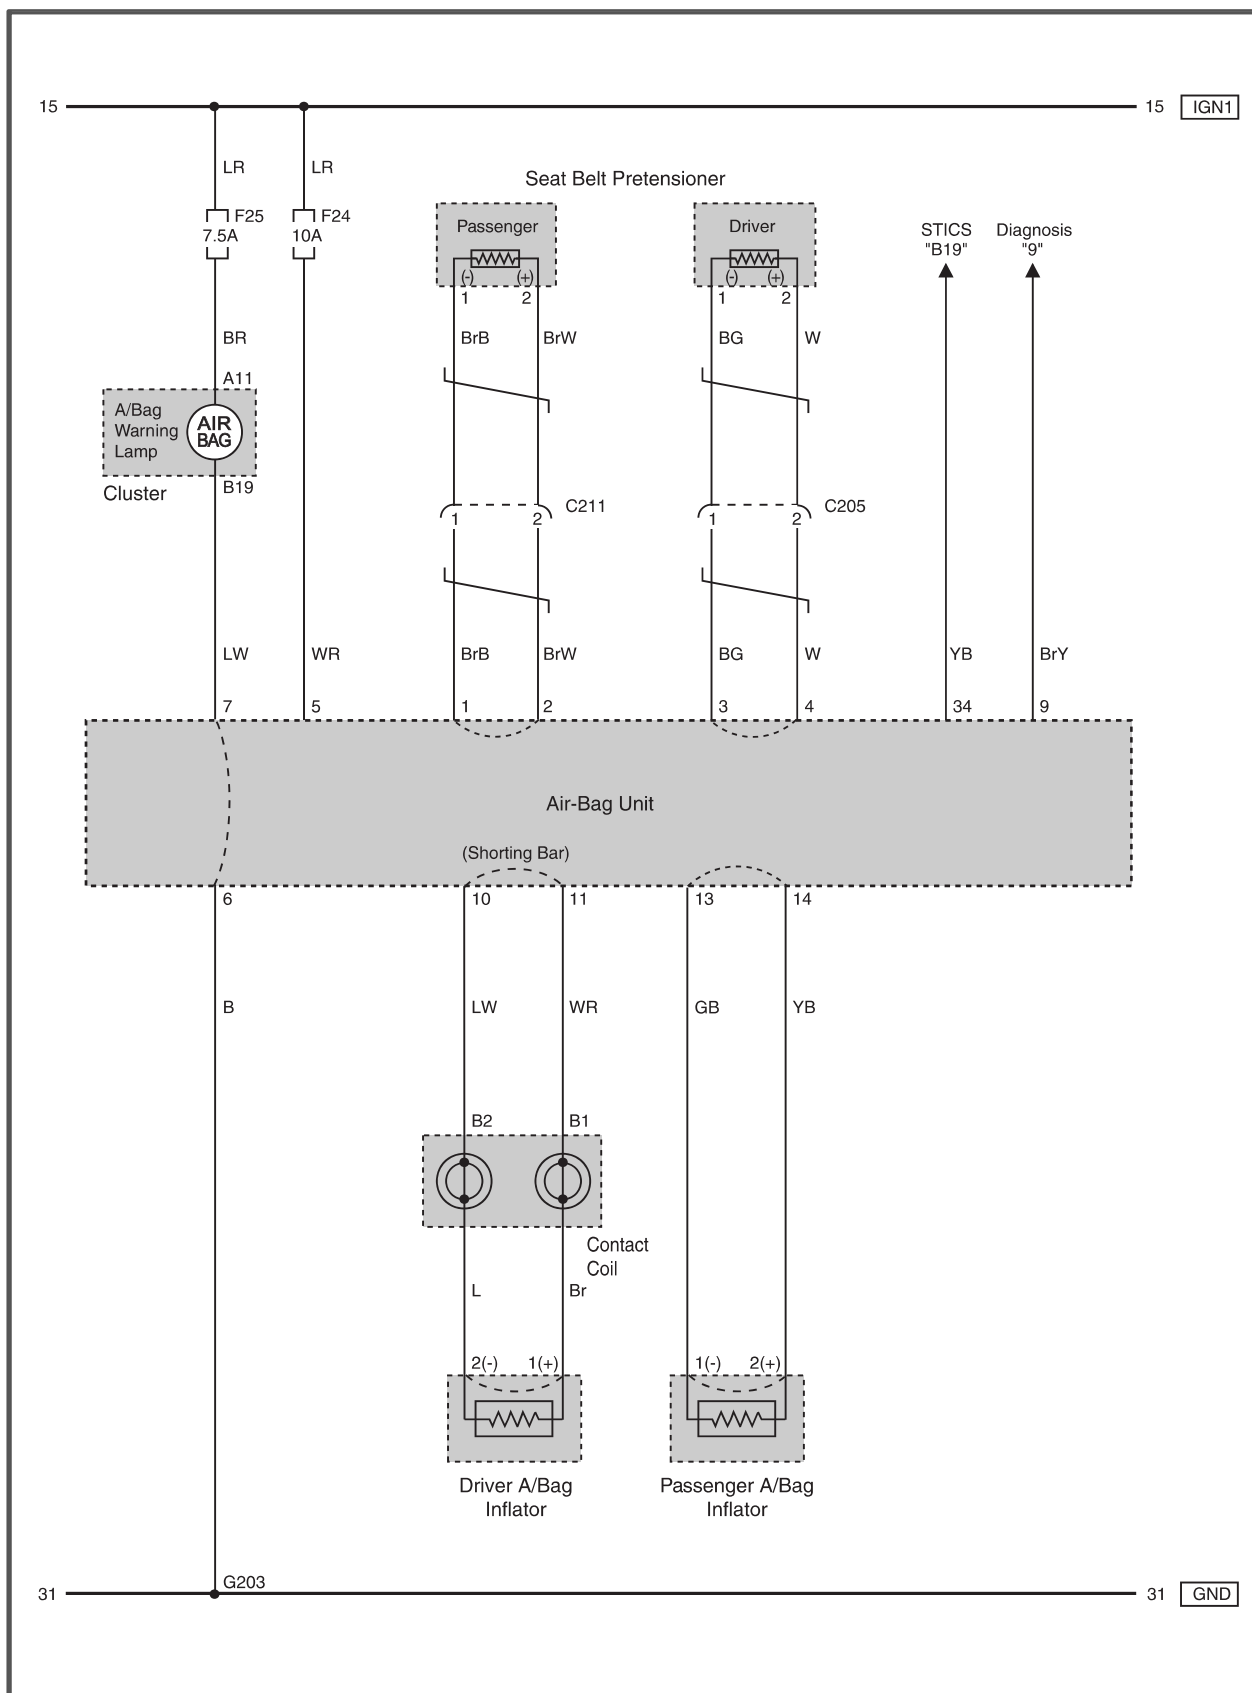 15
15 IGN1
LR
LR
Seat Belt Pretensioner
F25
7.5A
F24
10A
Passenger
(-) (+)
1 2
Driver
(-) (+)
1 2
STICS
"B19"
Diagnosis
"9"
BR
BrB
BrW
BG
W
A11
A/Bag
Warning
Lamp
AIR
BAG
B19
Cluster
1 2
C211
1 2
C205
LW
WR
BrB
BrW
BG
W
YB
BrY
7
5
1
2
3
4
34
9
Air-Bag Unit
(Shorting Bar)
6
10
11
13
14
B
LW
WR
GB
YB
B2
B1
Contact
Coil
L
Br
2(-)
1(+)
1(-)
2(+)
Driver A/Bag
Inflator
Passenger A/Bag
Inflator
G203
31
31 GND